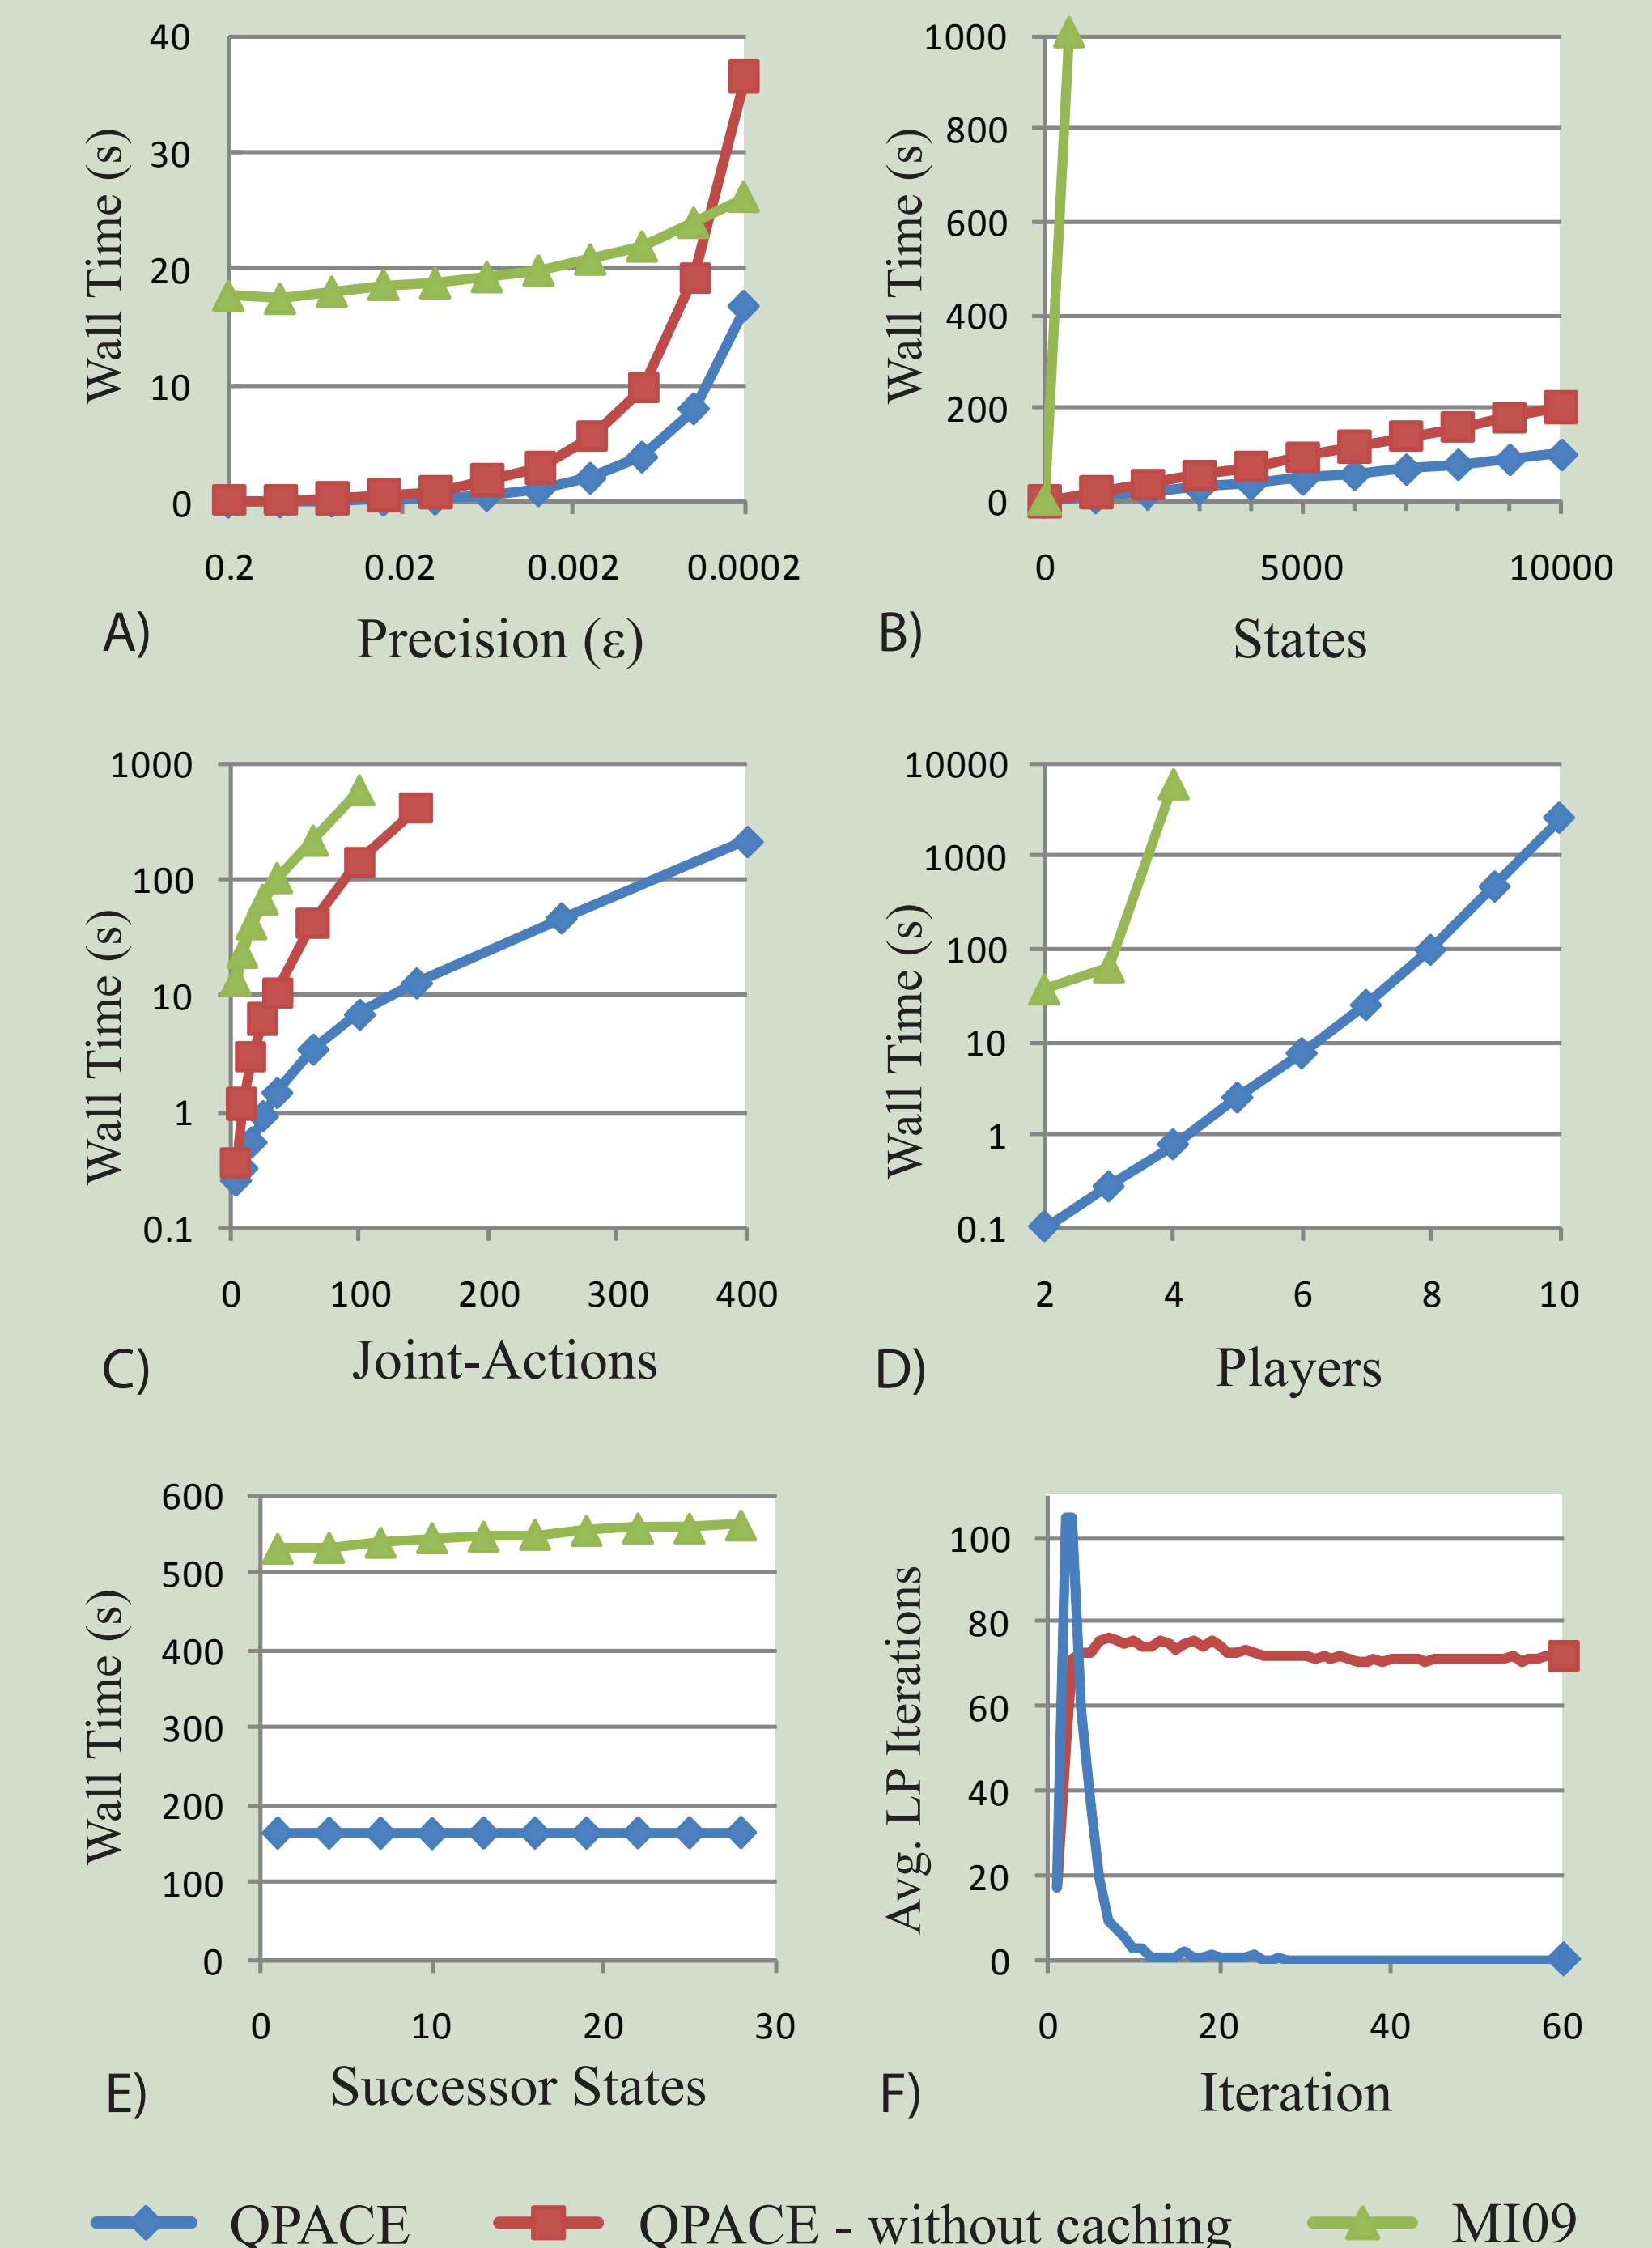 40
30
20
10
0
Wall Time (s)
0.2 0.02 0.002 0.0002
A) Precision (ε)
1000
800
600
400
200
0
Wall Time (s)
0 5000 10000
B) States
1000
100
10
1
0.1
Wall Time (s)
0 100 200 300 400
C) Joint-Actions
10000
1000
100
10
1
0.1
Wall Time (s)
2 4 6 8 10
D) Players
600
500
400
300
200
100
0
Wall Time (s)
0 10 20 30
E) Successor States
100
80
60
40
20
0
Avg. LP Iterations
0 20 40 60
F) Iteration
QPACE QPACE - without caching MI09